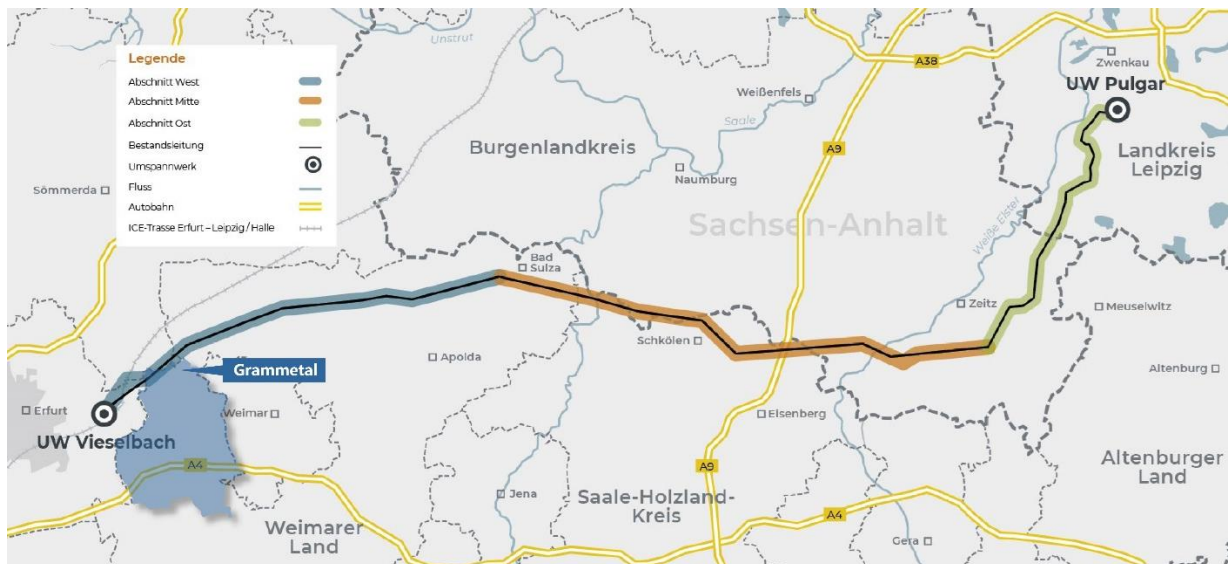 Legende
Abschnitt West
Abschnitt Mitte
Abschnitt Ost
Bestandsleitung
Umspannwerk
Fluss
Autobahn
ICE-Trasse Erfurt – Leipzig / Halle
Unstrut
A38
Zwenkau
UW Pulgar
Weißenfels
Saale
Landkreis
Leipzig
Burgenlandkreis
A9
Naumburg
Sömmerda
Sachsen-Anhalt
Weiße Elster
Bad
Sulza
Zeitz
Meuselwitz
Schkölen
Apolda
Grammetal
Altenburg
Erfurt
Weimar
Eisenberg
UW Vieselbach
A4
A9
Altenburger
Land
Jena
Saale-Holzland-
Kreis
A4
Weimarer
Land
Gera